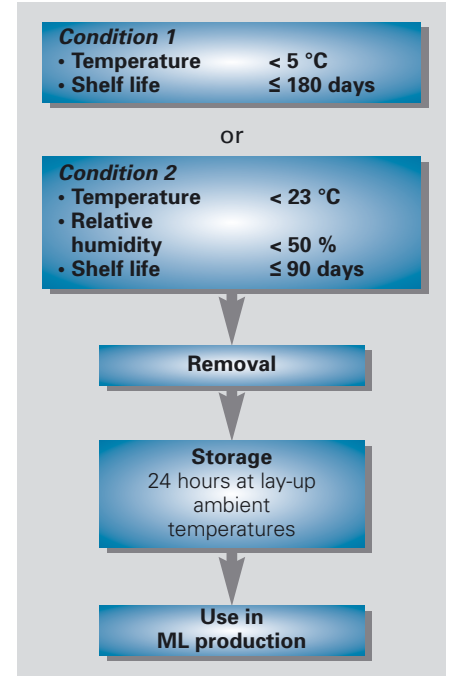 Condition 1
• Temperature < 5 °C
• Shelf life ≤ 180 days
or
Condition 2
• Temperature < 23 °C
• Relative
humidity < 50 %
• Shelf life ≤ 90 days
Removal
Storage
24 hours at lay-up
ambient
temperatures
Use in
ML production